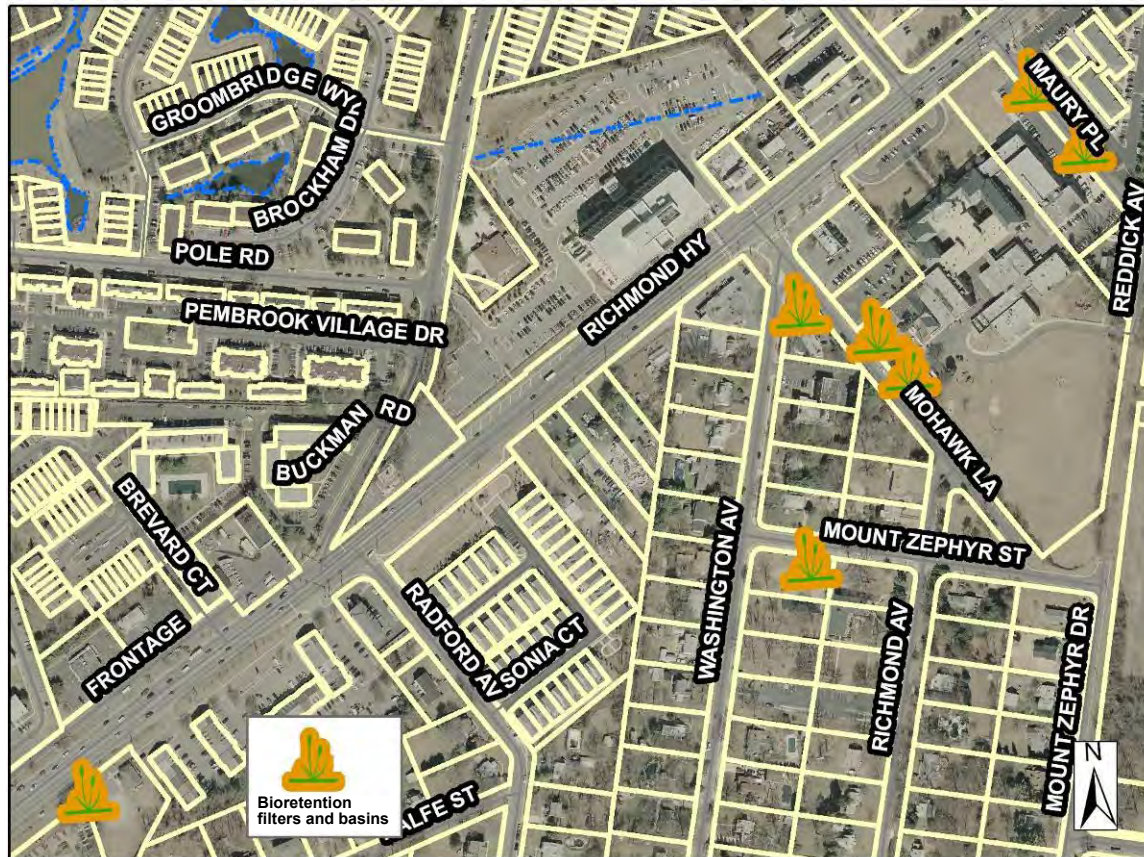 MAURY PL
GROOMBRIDGE WY
BROCKHAM DR
REDDICK AV
POLE RD
RICHMOND HY
PEMBROOK VILLAGE DR
BUCKMAN RD
MOHAWK LA
BREVARD CT
MOUNT ZEPHYR ST
WASHINGTON AV
RADFORD AV
SONIA CT
FRONTAGE
RICHMOND AV
MOUNT ZEPHYR DR
N
Bioretention
filters and basins
ST